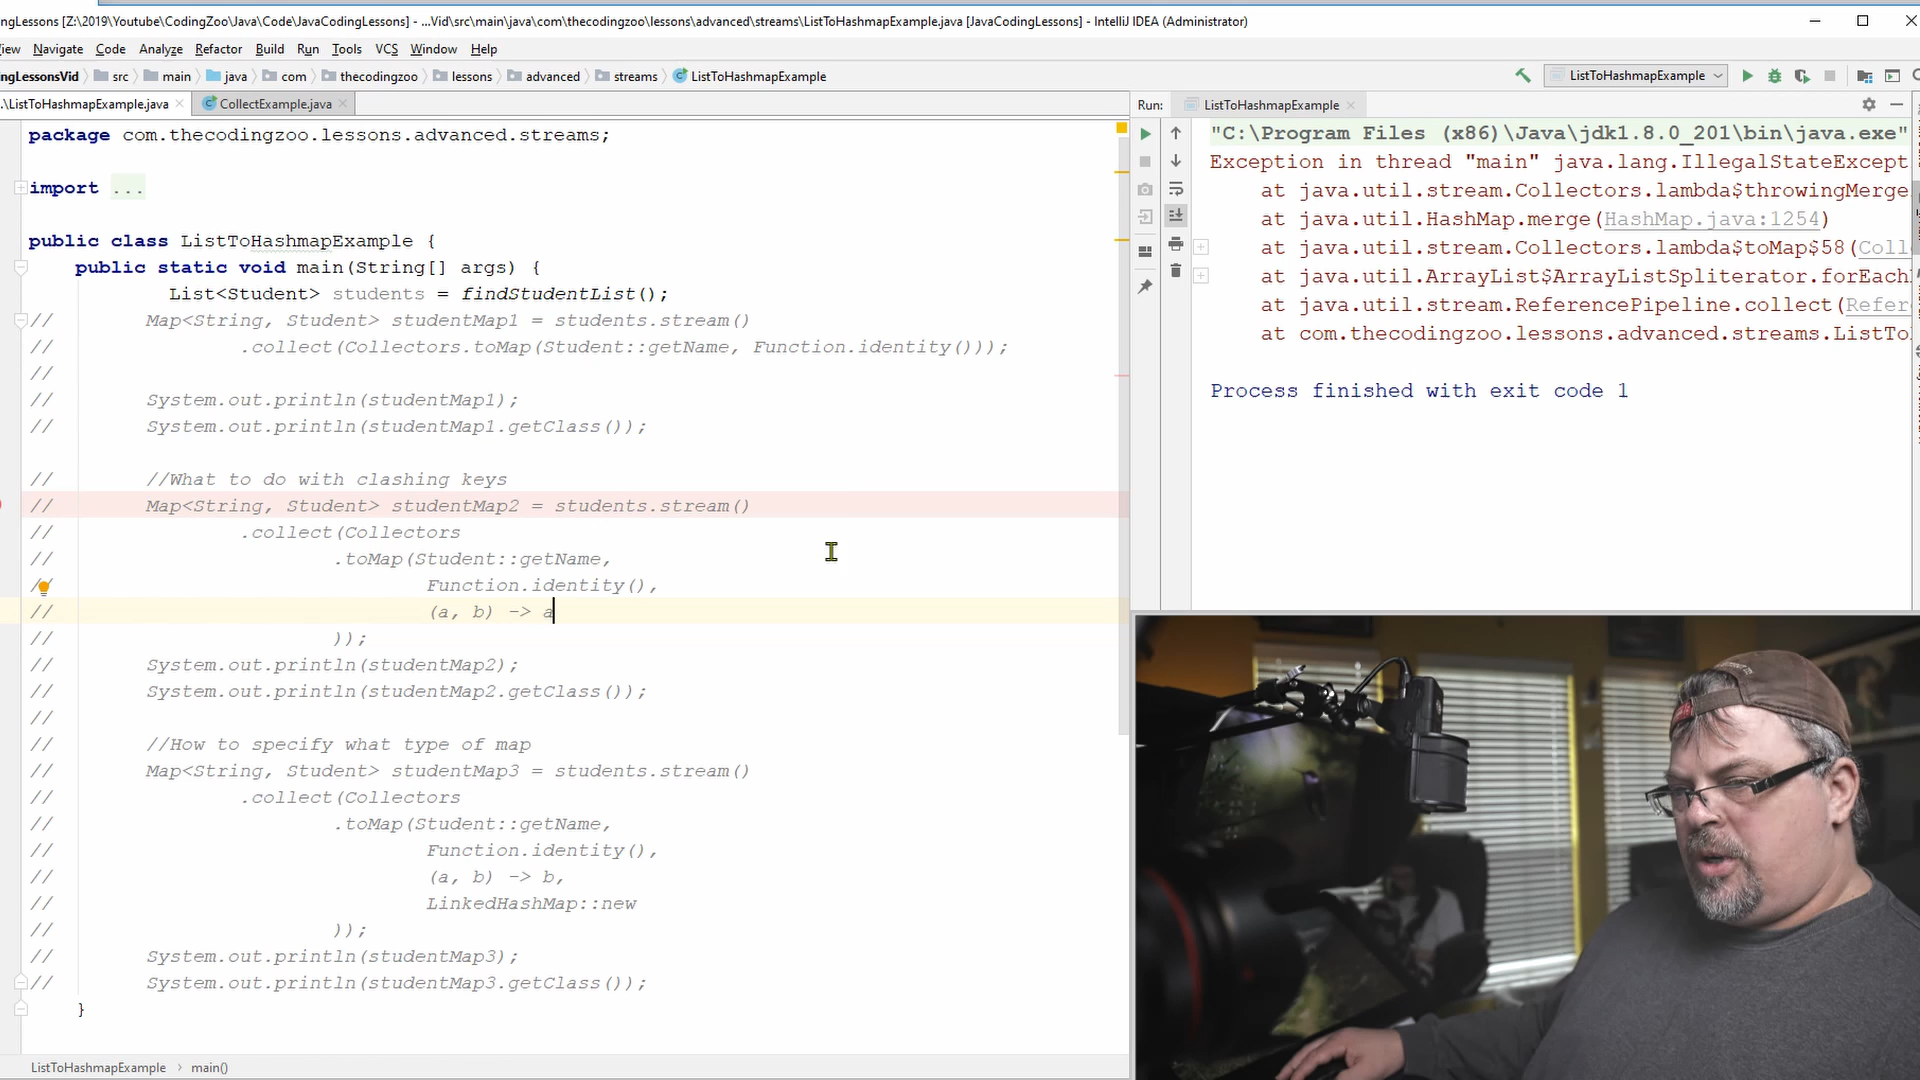 ngLessons [Z:\2019\Youtube\CodingZoo\Java\Code\JavaCodingLessons] - ...Vid\src\main\java\com\thecodingzoo\lessons\advanced\streams\ListToHashmapExample.java [JavaCodingLessons] - IntelliJ IDEA (Administrator)
iew Navigate Code Analyze Refactor Build Run Tools VCS Window Help
ngLessonsVid src main java com thecodingzoo lessons advanced streams ListToHashmapExample
ListToHashmapExample
.\ListToHashmapExample.java CollectExample.java
Run: ListToHashmapExample
package com.thecodingzoo.lessons.advanced.streams;
import ...
public class ListToHashmapExample {
public static void main(String[] args) {
List<Student> students = findStudentList();
// Map<String, Student> studentMap1 = students.stream()
// .collect(Collectors.toMap(Student::getName, Function.identity()));
//
// System.out.println(studentMap1);
// System.out.println(studentMap1.getClass());
// //What to do with clashing keys
// Map<String, Student> studentMap2 = students.stream()
// .collect(Collectors
// .toMap(Student::getName,
// Function.identity(),
// (a, b) -> a
// ));
// System.out.println(studentMap2);
// System.out.println(studentMap2.getClass());
//
// //How to specify what type of map
// Map<String, Student> studentMap3 = students.stream()
// .collect(Collectors
// .toMap(Student::getName,
// Function.identity(),
// (a, b) -> b,
// LinkedHashMap::new
// ));
// System.out.println(studentMap3);
// System.out.println(studentMap3.getClass());
}
ListToHashmapExample › main()
"C:\Program Files (x86)\Java\jdk1.8.0_201\bin\java.exe"
Exception in thread "main" java.lang.IllegalStateExcept
at java.util.stream.Collectors.lambda$throwingMerge
at java.util.HashMap.merge(HashMap.java:1254)
at java.util.stream.Collectors.lambda$toMap$58(Coll
at java.util.ArrayList$ArrayListSpliterator.forEach
at java.util.stream.ReferencePipeline.collect(Refer
at com.thecodingzoo.lessons.advanced.streams.ListTo
Process finished with exit code 1